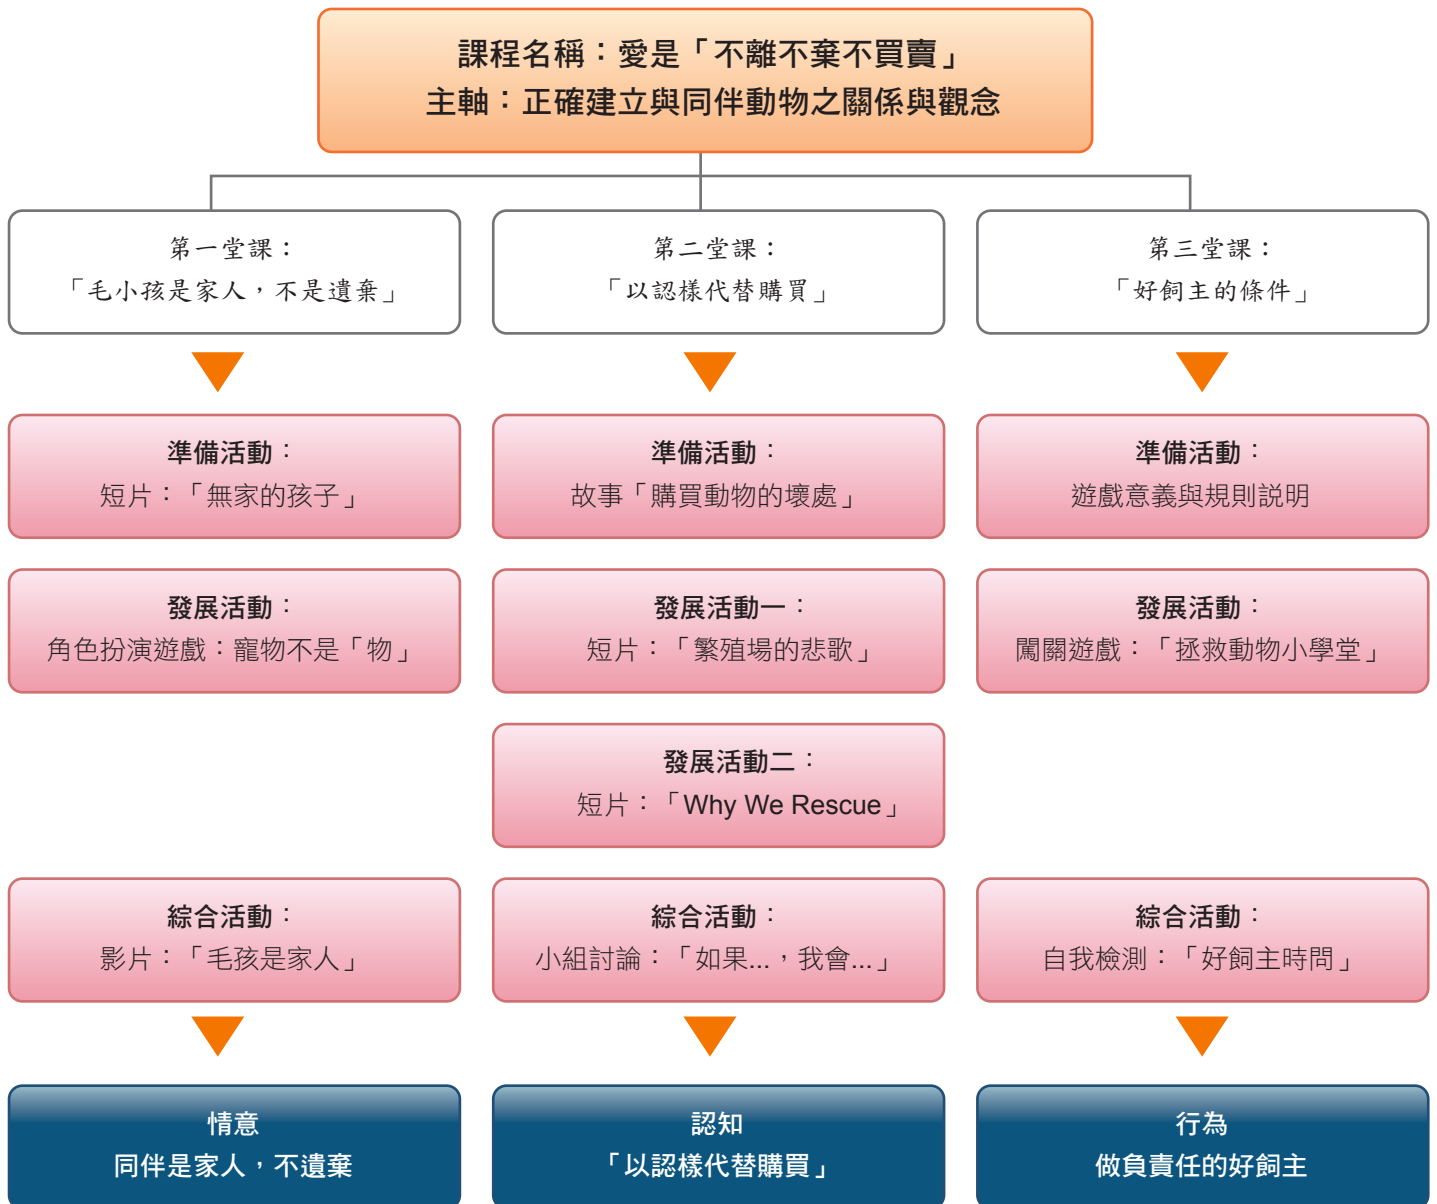 課程名稱：愛是「不離不棄不買賣」
主軸：正確建立與同伴動物之關係與觀念
第一堂課：
「毛小孩是家人，不是遺棄」
第二堂課：
「以認樣代替購買」
第三堂課：
「好飼主的條件」
準備活動：
短片：「無家的孩子」
準備活動：
故事「購買動物的壞處」
準備活動：
遊戲意義與規則説明
發展活動：
角色扮演遊戲：寵物不是「物」
發展活動一：
短片：「繁殖場的悲歌」
發展活動：
闖關遊戲：「拯救動物小學堂」
發展活動二：
短片：「Why We Rescue」
綜合活動：
影片：「毛孩是家人」
綜合活動：
小組討論：「如果...，我會...」
綜合活動：
自我檢測：「好飼主時問」
情意
同伴是家人，不遺棄
認知
「以認樣代替購買」
行為
做負責任的好飼主